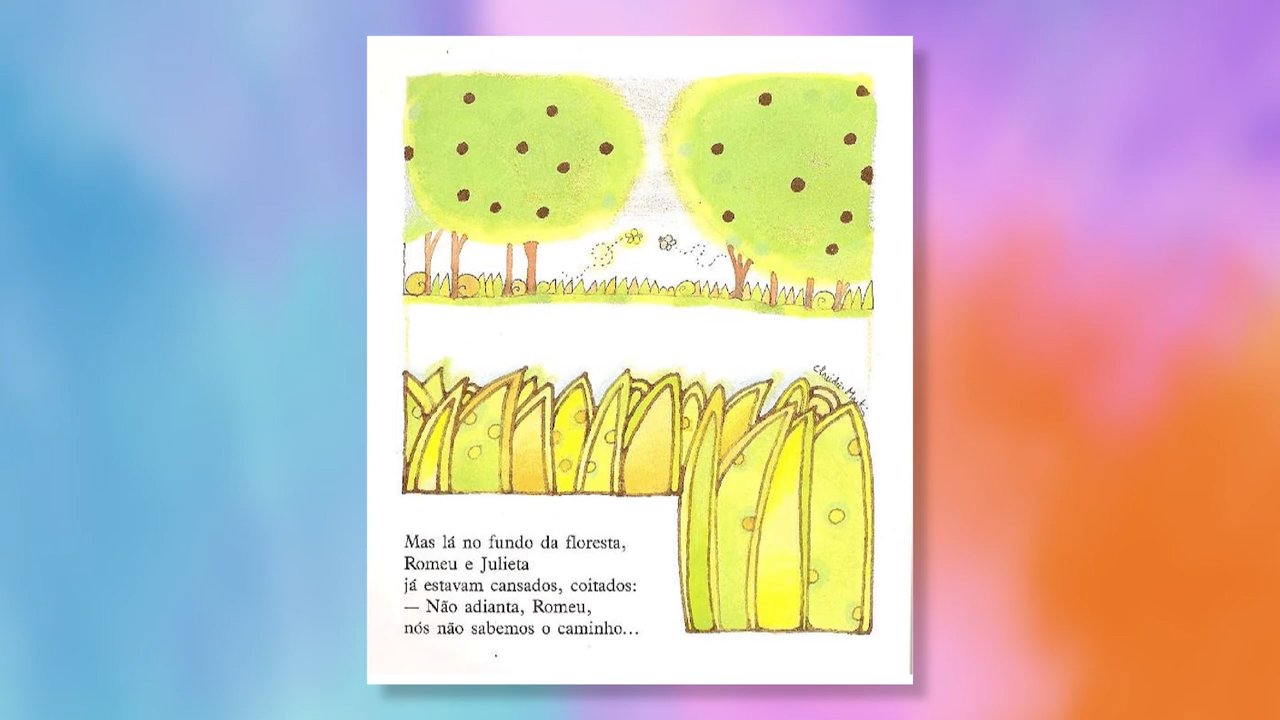 Mas lá no fundo da floresta,
Romeu e Julieta
já estavam cansados, coitados:
— Não adianta, Romeu,
nós não sabemos o caminho...